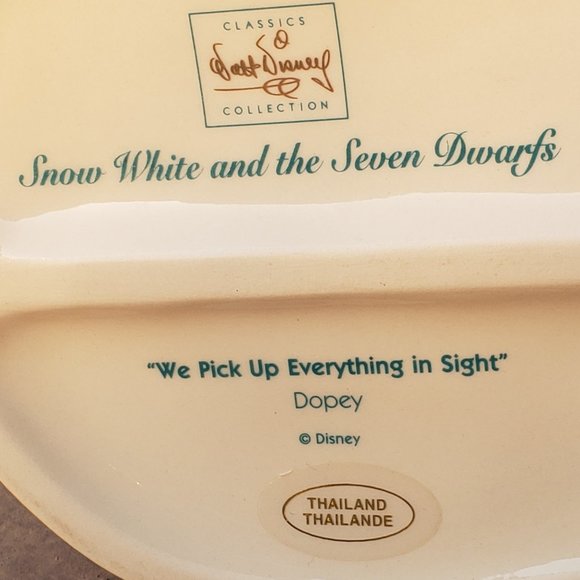 CLASSICS
Walt Disney
COLLECTION
Snow White and the Seven Dwarfs
"We Pick Up Everything in Sight"
Dopey
© Disney
THAILAND
THAILANDE